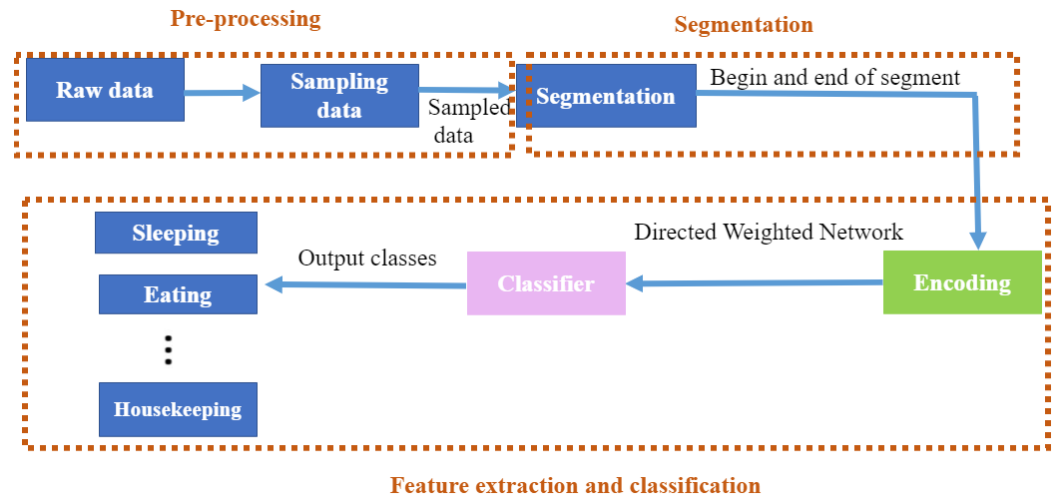 Pre-processing
Segmentation
Raw data
Sampling
data
Sampled
data
Segmentation
Begin and end of segment
Sleeping
Eating
Housekeeping
Output classes
Classifier
Directed Weighted Network
Encoding
Feature extraction and classification